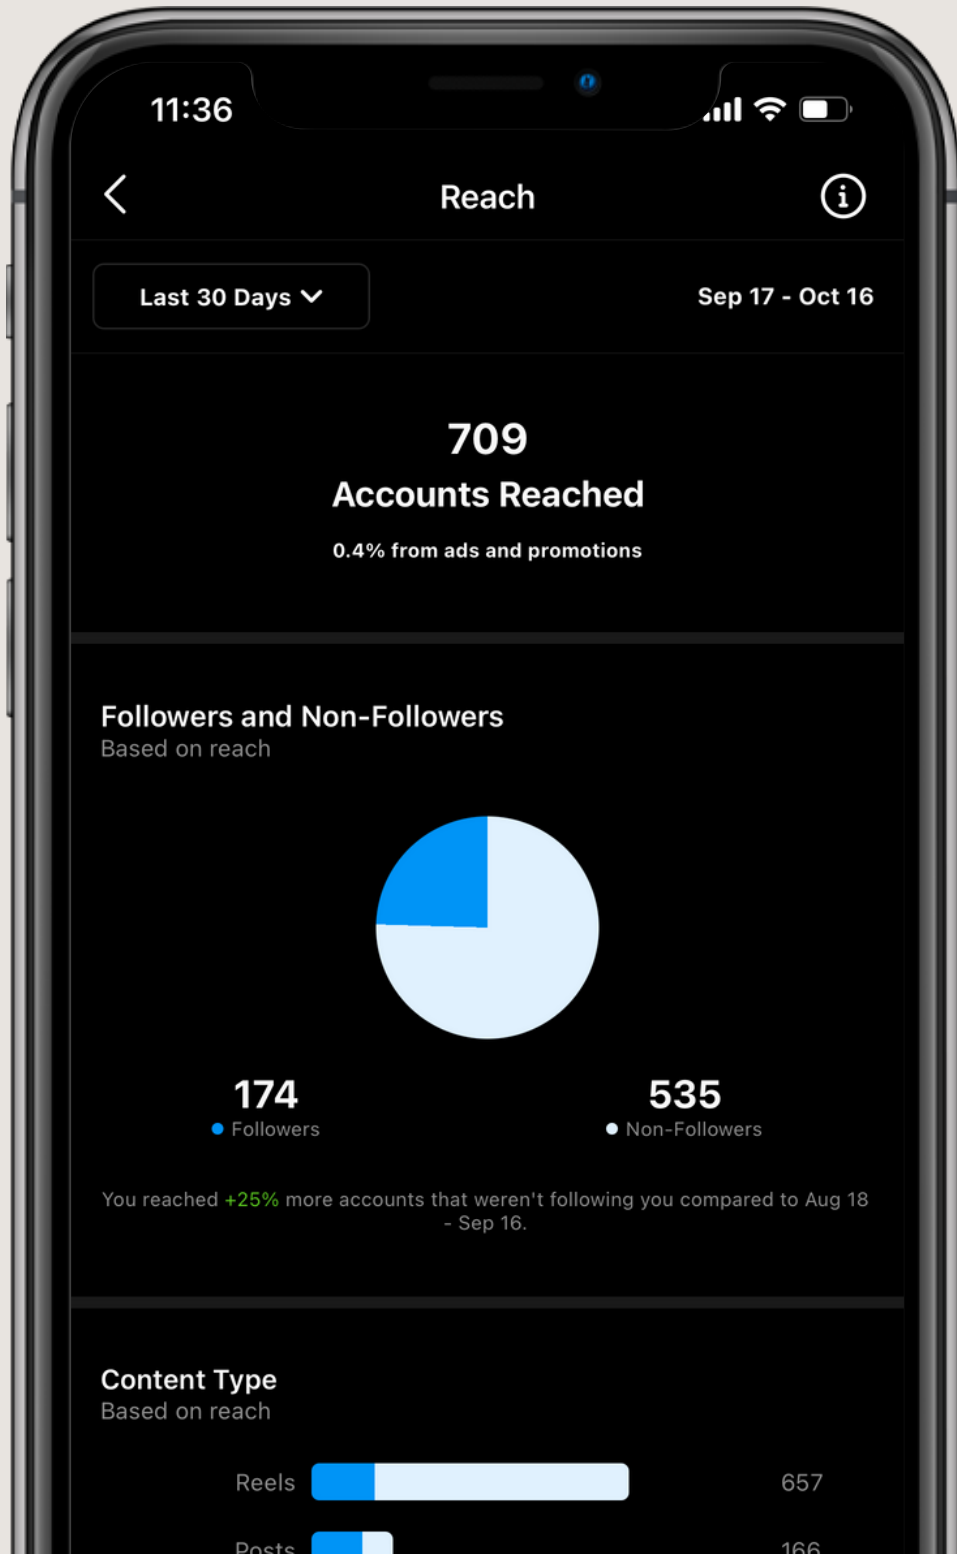 11:36
Reach
Last 30 Days
Sep 17 - Oct 16
709
Accounts Reached
0.4% from ads and promotions
Followers and Non-Followers
Based on reach
174
Followers
535
Non-Followers
You reached +25% more accounts that weren't following you compared to Aug 18
- Sep 16.
Content Type
Based on reach
Reels 657
Posts 166